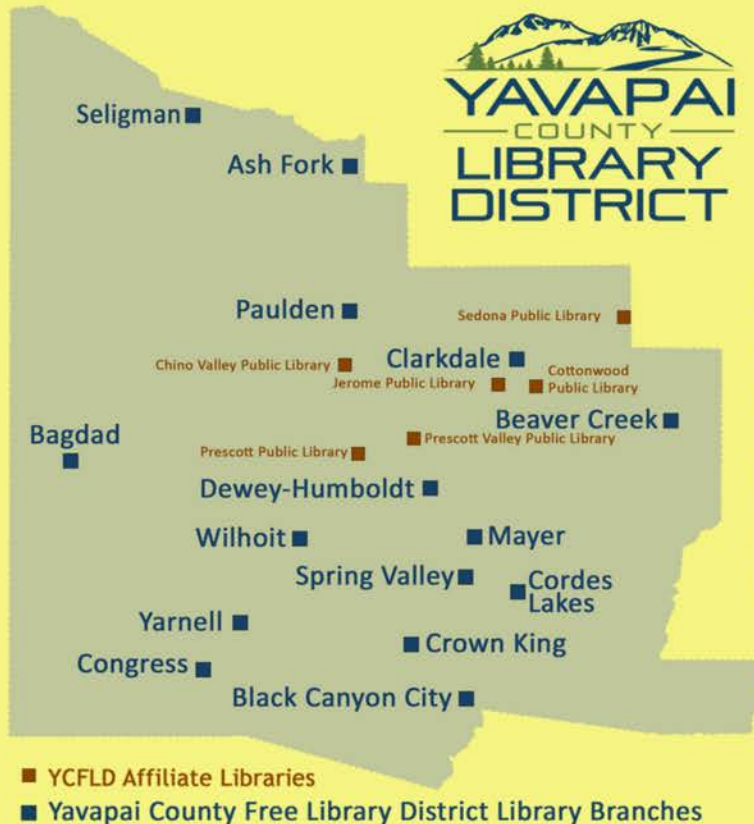 YAVAPAI
COUNTY
LIBRARY
DISTRICT
Seligman
Ash Fork
Paulden
Sedona Public Library
Chino Valley Public Library
Clarkdale
Jerome Public Library
Cottonwood
Public Library
Beaver Creek
Bagdad
Prescott Valley Public Library
Prescott Public Library
Dewey-Humboldt
Wilhoit
Mayer
Spring Valley
Cordes
Lakes
Yarnell
Crown King
Congress
Black Canyon City
YCFLD Affiliate Libraries
Yavapai County Free Library District Library Branches